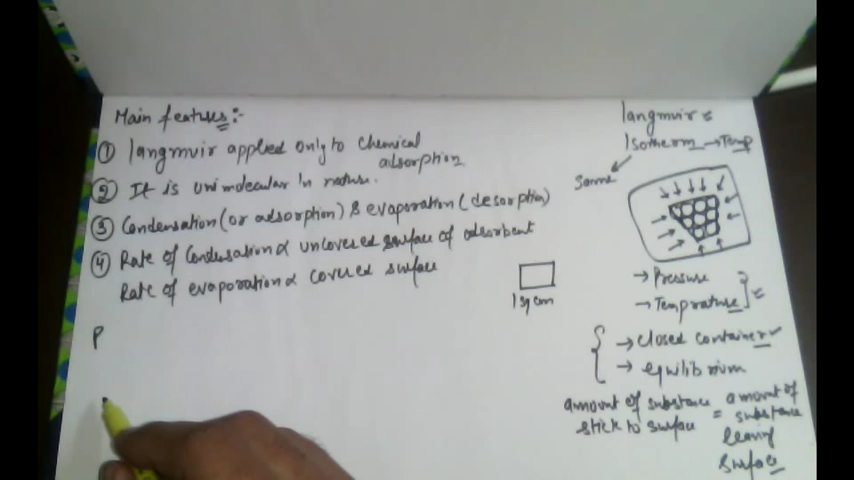 Main features :-
① langmuir applied only to chemical
adsorption
② It is unimolecular in nature.
③ Condensation (or adsorption) & evaporation (desorption)
④ Rate of Condensation ∝ uncovered surface of adsorbent
Rate of evaporation ∝ covered surface
P
1 sq cm
langmuir
Isotherm → Temp
Same
→ Pressure
→ Temprature
→ closed container
→ eqvilibrium
amount of substance = amount of
stick to surface substance
leaving
surface